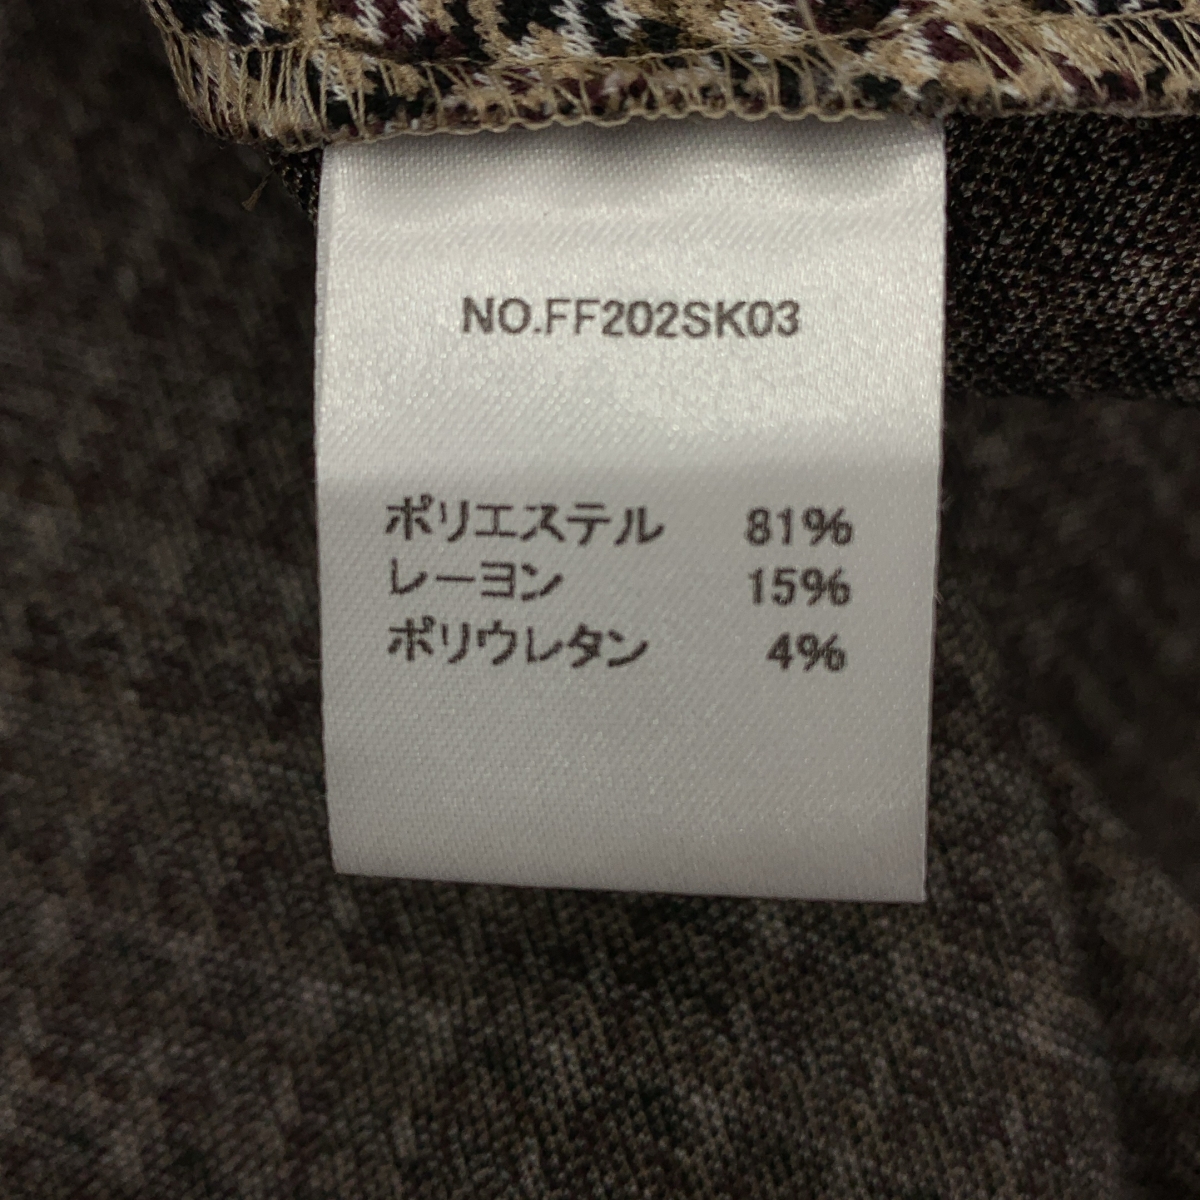 NO.FF202SK03
ポリエステル 81%
レーヨン 15%
ポリウレタン 4%